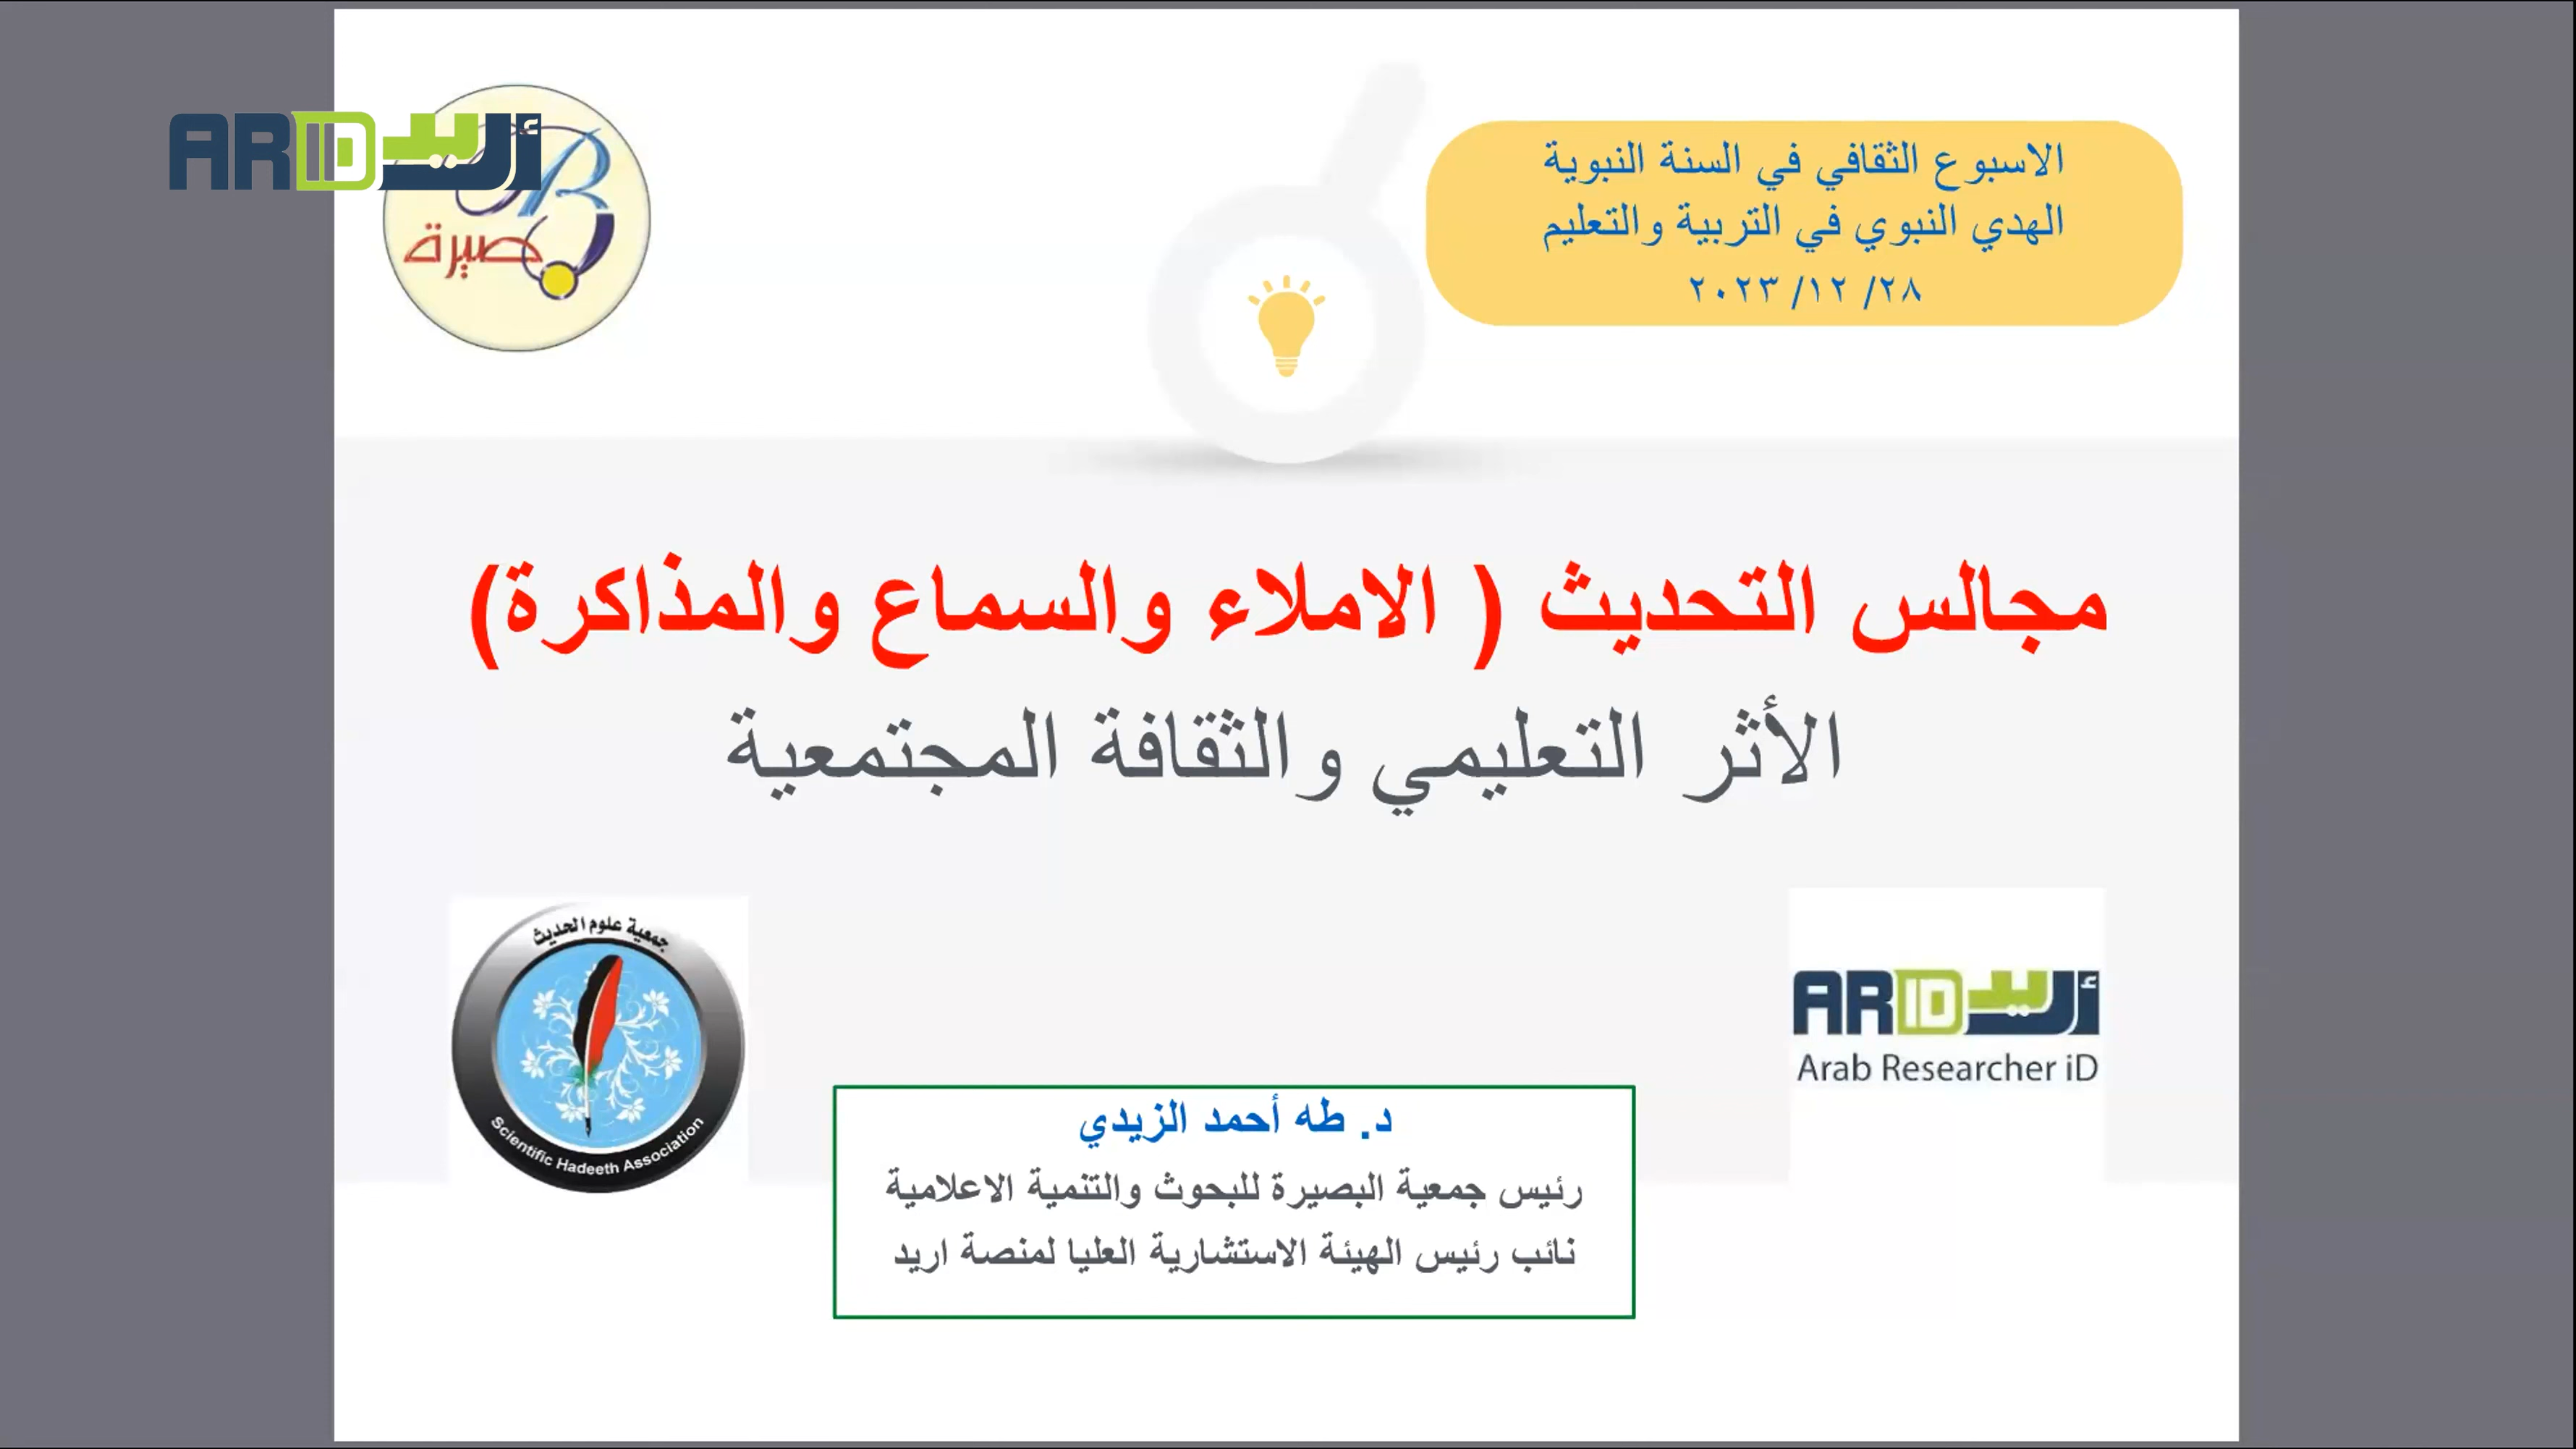 ARID أريد
صيرة
الاسبوع الثقافي في السنة النبوية
الهدي النبوي في التربية والتعليم
٢٨/ ١٢/ ٢٠٢٣
مجالس التحديث ( الاملاء والسماع والمذاكرة)
الأثر التعليمي والثقافة المجتمعية
جمعية علوم الحديث
Scientific Hadeeth Association
ARID أريد
Arab Researcher iD
د. طه أحمد الزيدي
رئيس جمعية البصيرة للبحوث والتنمية الاعلامية
نائب رئيس الهيئة الاستشارية العليا لمنصة اريد